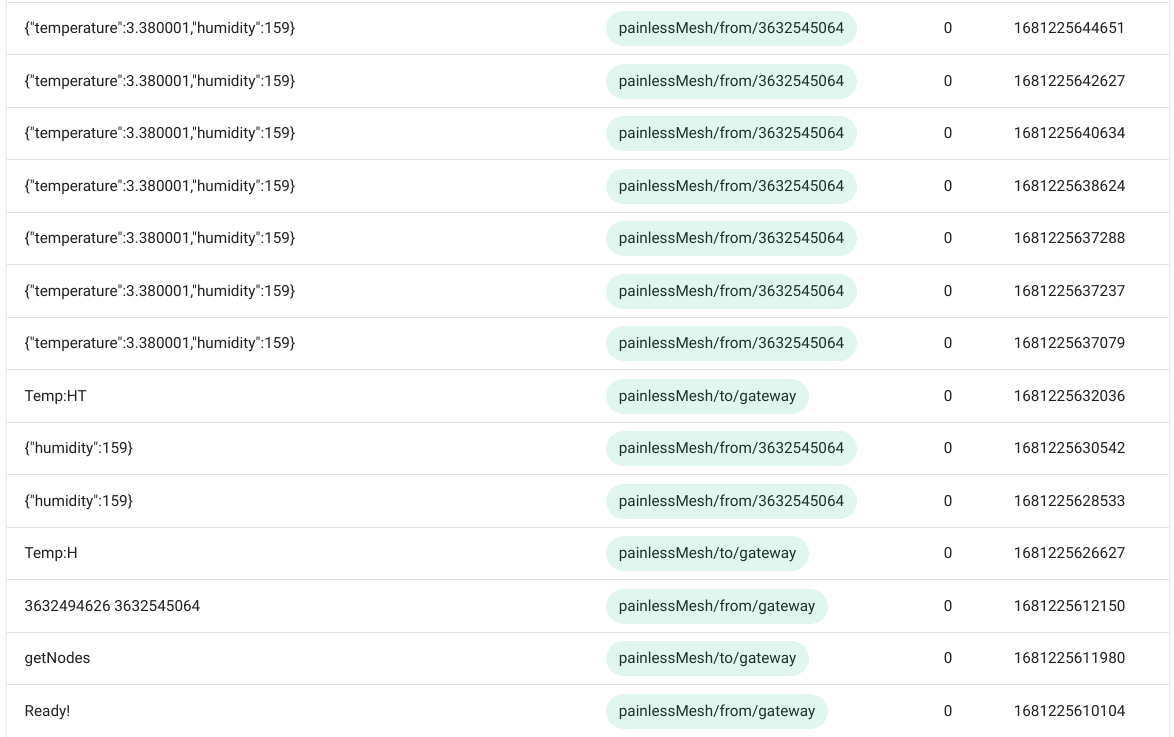 {"temperature":3.380001,"humidity":159} painlessMesh/from/3632545064 0 1681225644651
{"temperature":3.380001,"humidity":159} painlessMesh/from/3632545064 0 1681225642627
{"temperature":3.380001,"humidity":159} painlessMesh/from/3632545064 0 1681225640634
{"temperature":3.380001,"humidity":159} painlessMesh/from/3632545064 0 1681225638624
{"temperature":3.380001,"humidity":159} painlessMesh/from/3632545064 0 1681225637288
{"temperature":3.380001,"humidity":159} painlessMesh/from/3632545064 0 1681225637237
{"temperature":3.380001,"humidity":159} painlessMesh/from/3632545064 0 1681225637079
Temp:HT painlessMesh/to/gateway 0 1681225632036
{"humidity":159} painlessMesh/from/3632545064 0 1681225630542
{"humidity":159} painlessMesh/from/3632545064 0 1681225628533
Temp:H painlessMesh/to/gateway 0 1681225626627
3632494626 3632545064 painlessMesh/from/gateway 0 1681225612150
getNodes painlessMesh/to/gateway 0 1681225611980
Ready! painlessMesh/from/gateway 0 1681225610104